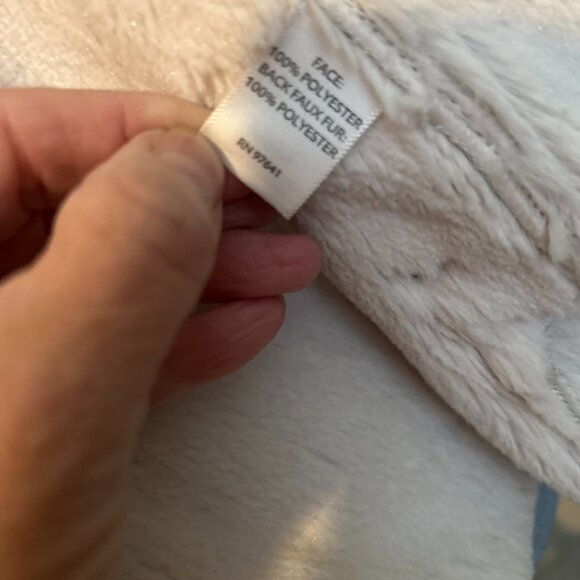 FACE:
100% POLYESTER
BACK FAUX FUR:
100% POLYESTER
RN 97641